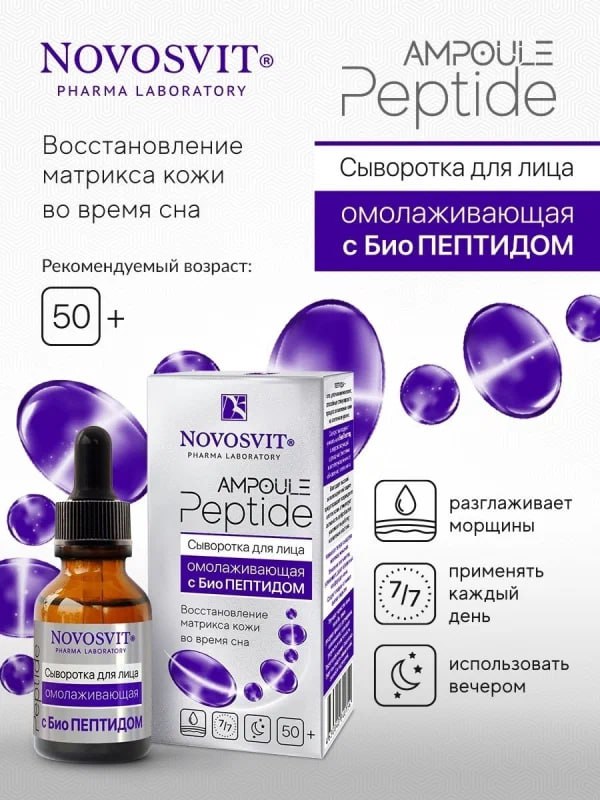 NOVOSVIT®
PHARMA LABORATORY
AMPOULE
Peptide
Восстановление
матрикса кожи
во время сна
Сыворотка для лица
омолаживающая
с Био ПЕПТИДОМ
Рекомендуемый возраст:
50 +
NOVOSVIT®
PHARMA LABORATORY
AMPOULE
Peptide
Сыворотка для лица
омолаживающая
с Био ПЕПТИДОМ
Восстановление
матрикса кожи
во время сна
7/7
50 +
NOVOSVIT®
PHARMA LABORATORY
Peptide
Сыворотка для лица
омолаживающая
с Био ПЕПТИДОМ
разглаживает
морщины
7/7
применять
каждый
день
использовать
вечером